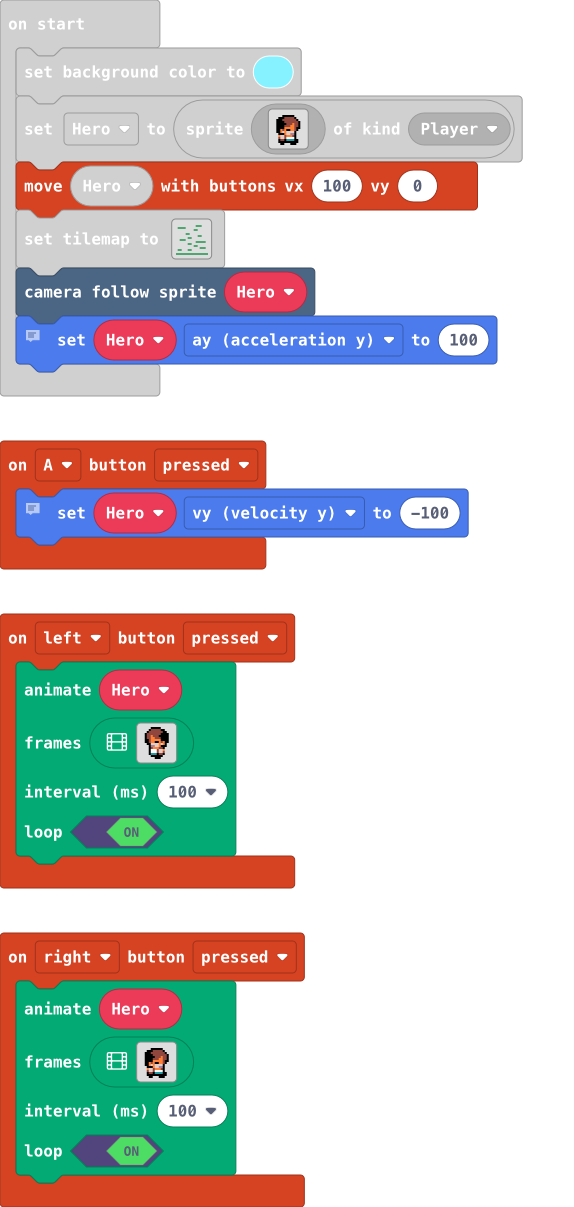 on start
set background color to
set Hero to sprite of kind Player
move Hero with buttons vx 100 vy 0
set tilemap to
camera follow sprite Hero
set Hero ay (acceleration y) to 100
on A button pressed
set Hero vy (velocity y) to −100
on left button pressed
animate Hero
frames
interval (ms) 100
loop ON
on right button pressed
animate Hero
frames
interval (ms) 100
loop ON